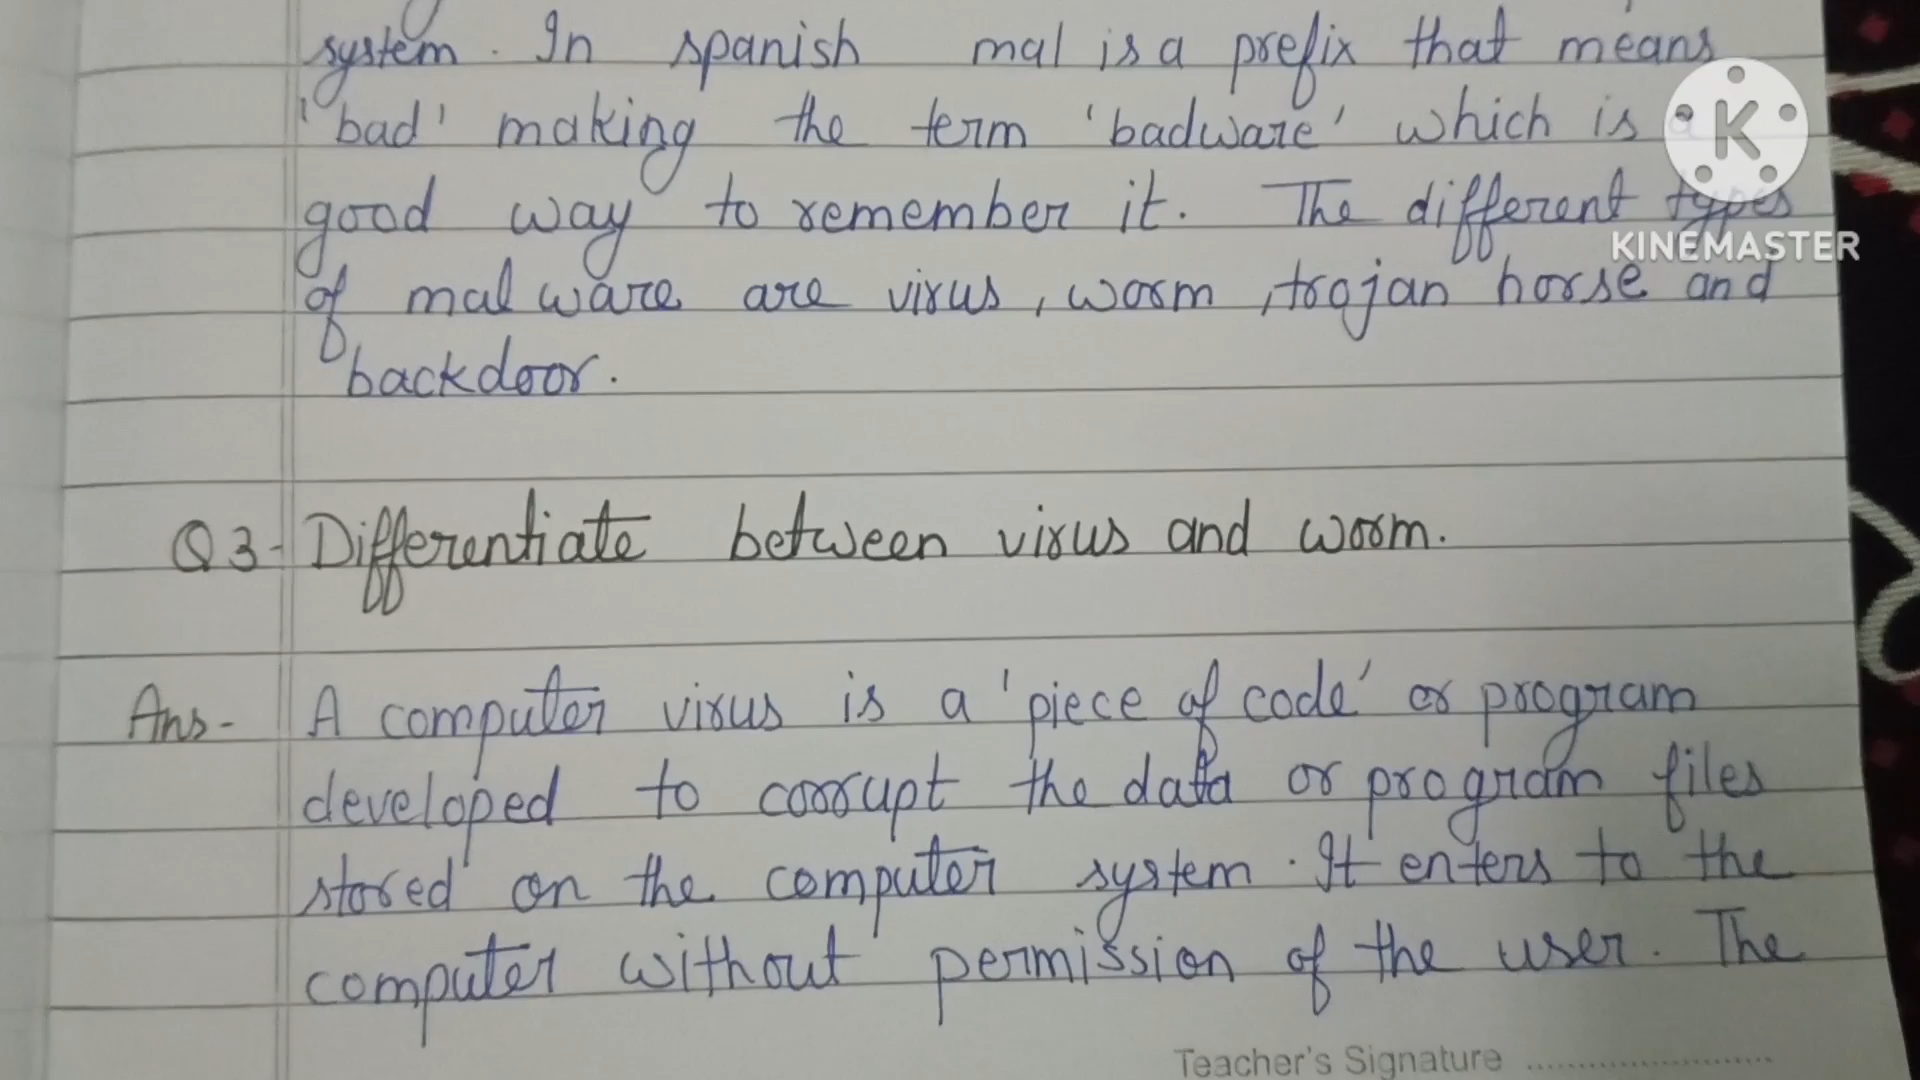 system. In spanish mal is a prefix that means
'bad' making the term 'badware' which is a
good way to remember it. The different types
of malware are virus, worm, trojan horse and
backdoor.
Q3- Differentiate between virus and worm.
Ans- A computer virus is a 'piece of code' or program
developed to corrupt the data or program files
stored on the computer system. It enters to the
computer without permission of the user. The
Teacher's Signature ........................
K
KINEMASTER